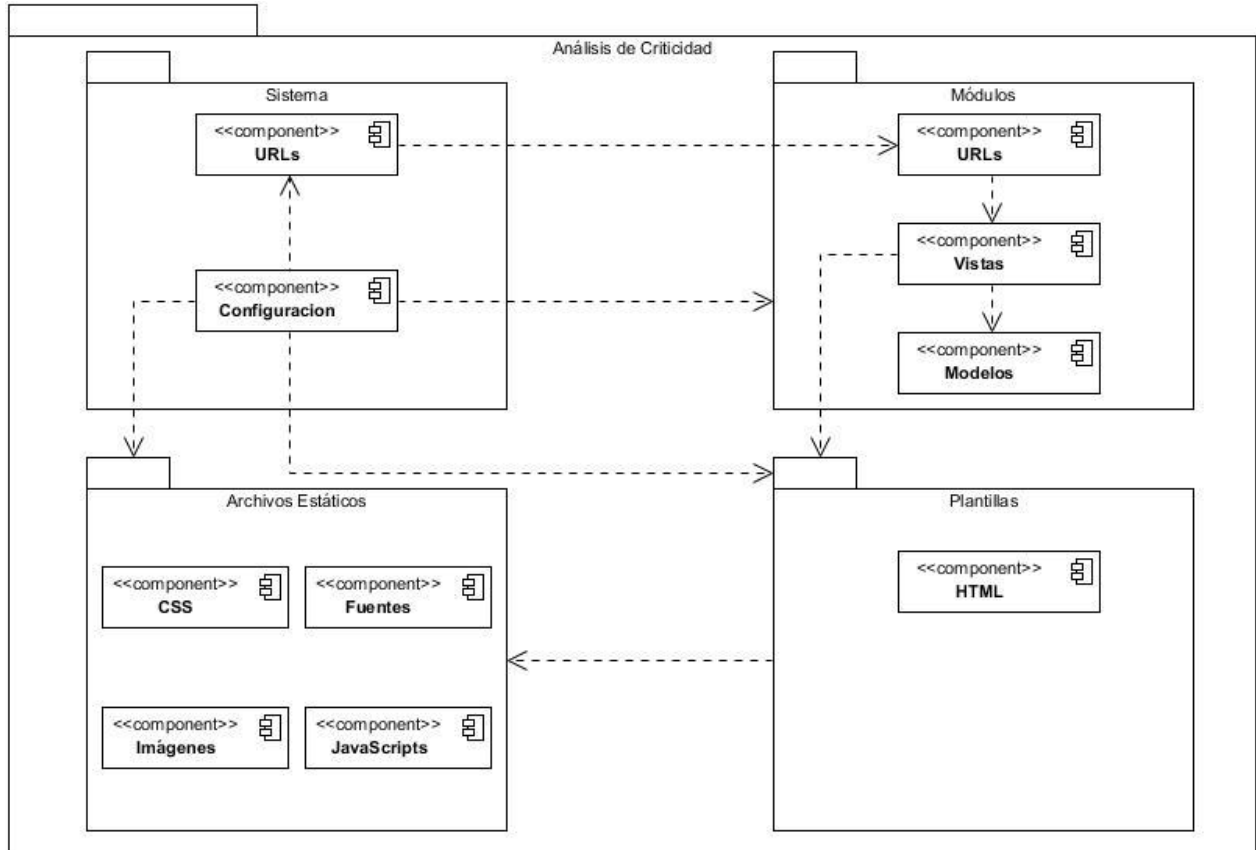 Análisis de Criticidad
Sistema
<<component>>
URLs
<<component>>
Configuracion
Módulos
<<component>>
URLs
<<component>>
Vistas
<<component>>
Modelos
Archivos Estáticos
<<component>>
CSS
<<component>>
Fuentes
<<component>>
Imágenes
<<component>>
JavaScripts
Plantillas
<<component>>
HTML